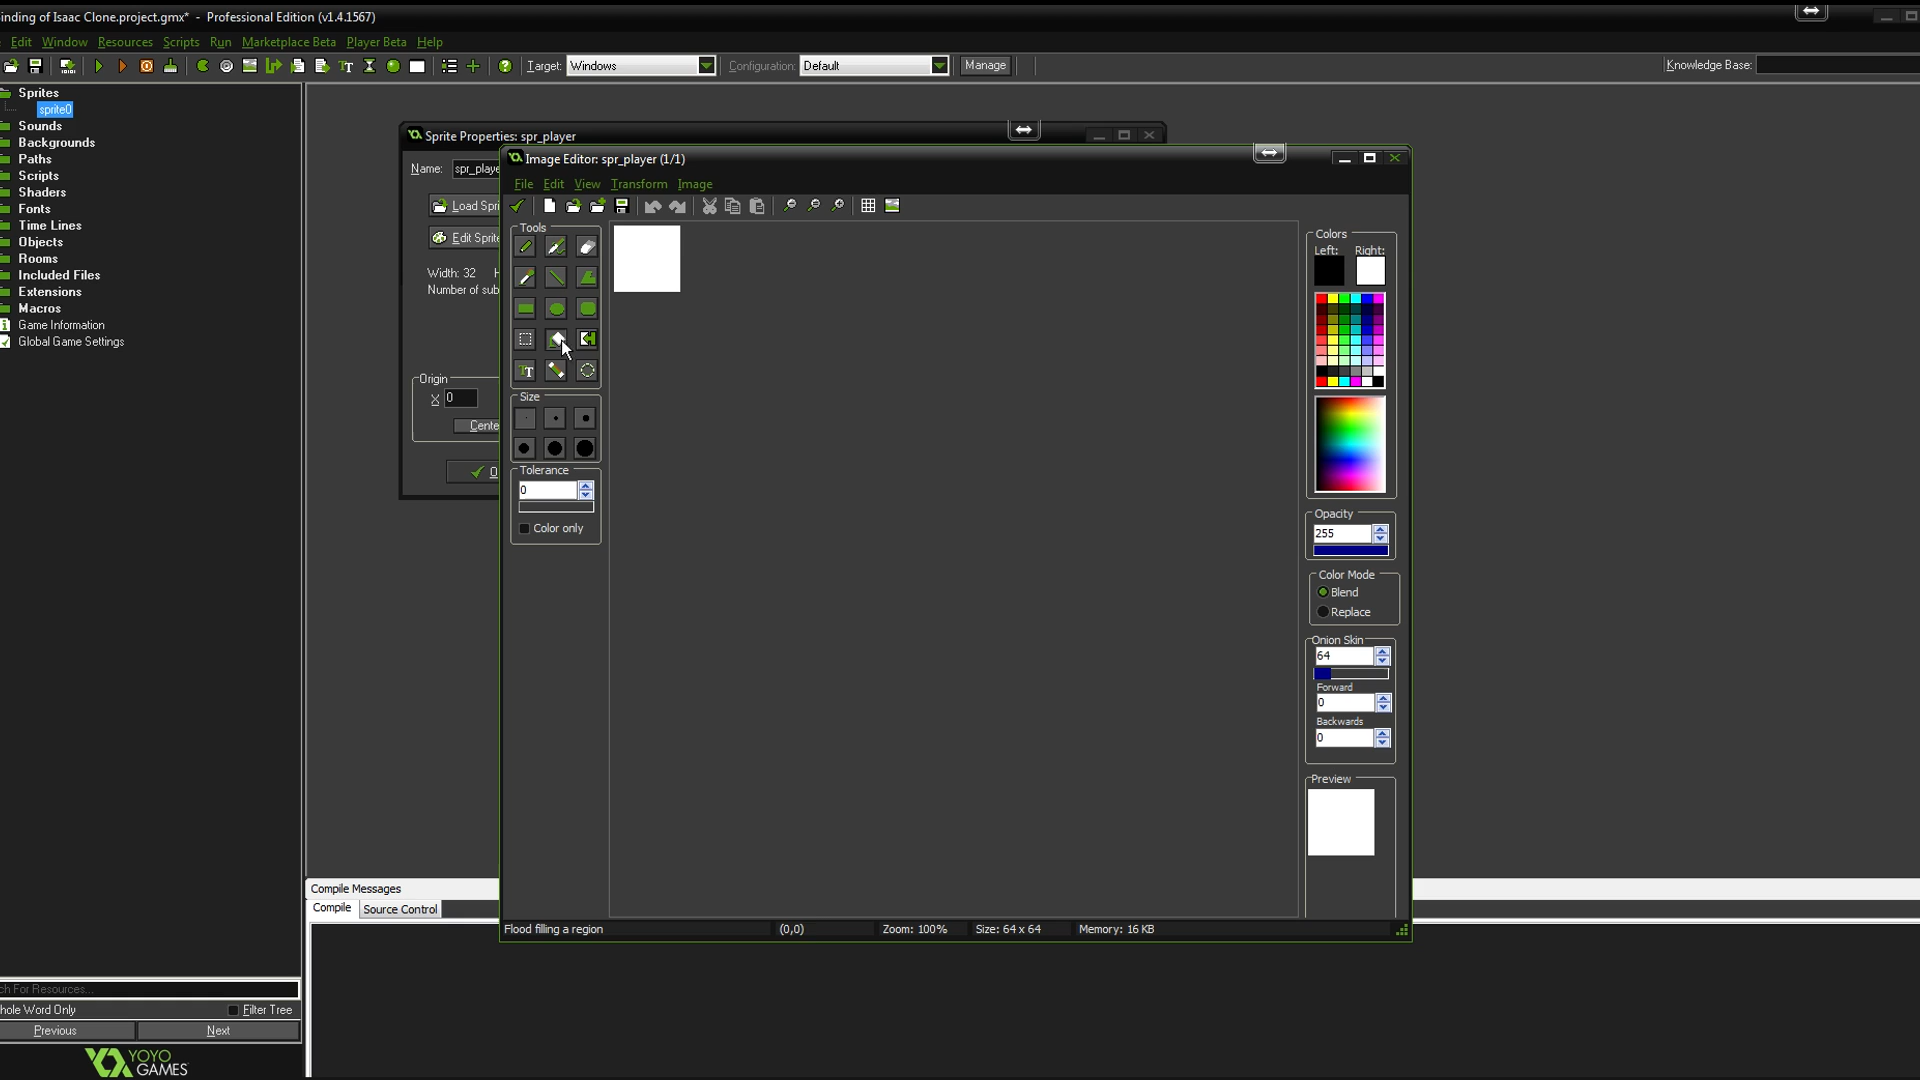 inding of Isaac Clone.project.gmx* - Professional Edition (v1.4.1567)
Edit Window Resources Scripts Run Marketplace Beta Player Beta Help
Target: Windows Configuration: Default Manage Knowledge Base:
Sprites
sprite0
Sounds
Backgrounds
Paths
Scripts
Shaders
Fonts
Time Lines
Objects
Rooms
Included Files
Extensions
Macros
Game Information
Global Game Settings
Sprite Properties: spr_player
Name: spr_playe
Load Spri
Edit Sprite
Width: 32 H
Number of sub
Origin
X 0
Cente
O
Image Editor: spr_player (1/1)
File Edit View Transform Image
Tools
Size
Tolerance
0
Color only
Colors
Left: Right:
Opacity
255
Color Mode
Blend
Replace
Onion Skin
64
Forward
0
Backwards
0
Preview
Flood filling a region (0,0) Zoom: 100% Size: 64 x 64 Memory: 16 KB
Compile Messages
Compile Source Control
ch For Resources...
hole Word Only Filter Tree
Previous Next
YOYO
GAMES